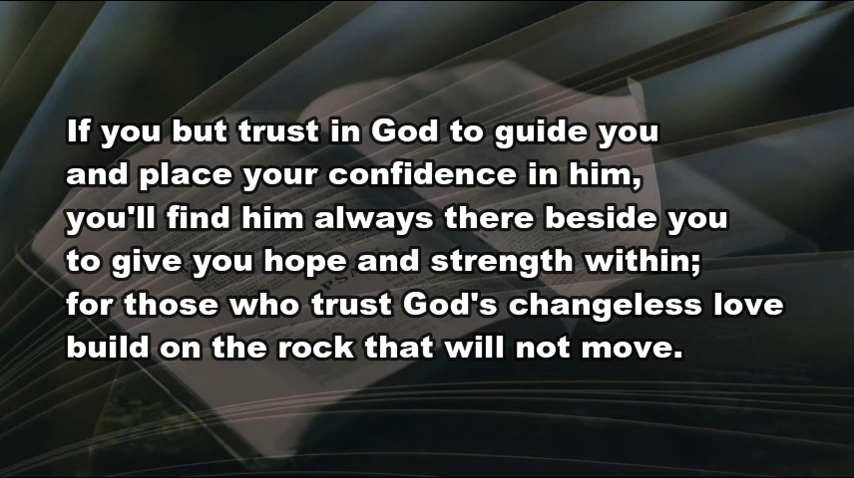 If you but trust in God to guide you
and place your confidence in him,
you'll find him always there beside you
to give you hope and strength within;
for those who trust God's changeless love
build on the rock that will not move.